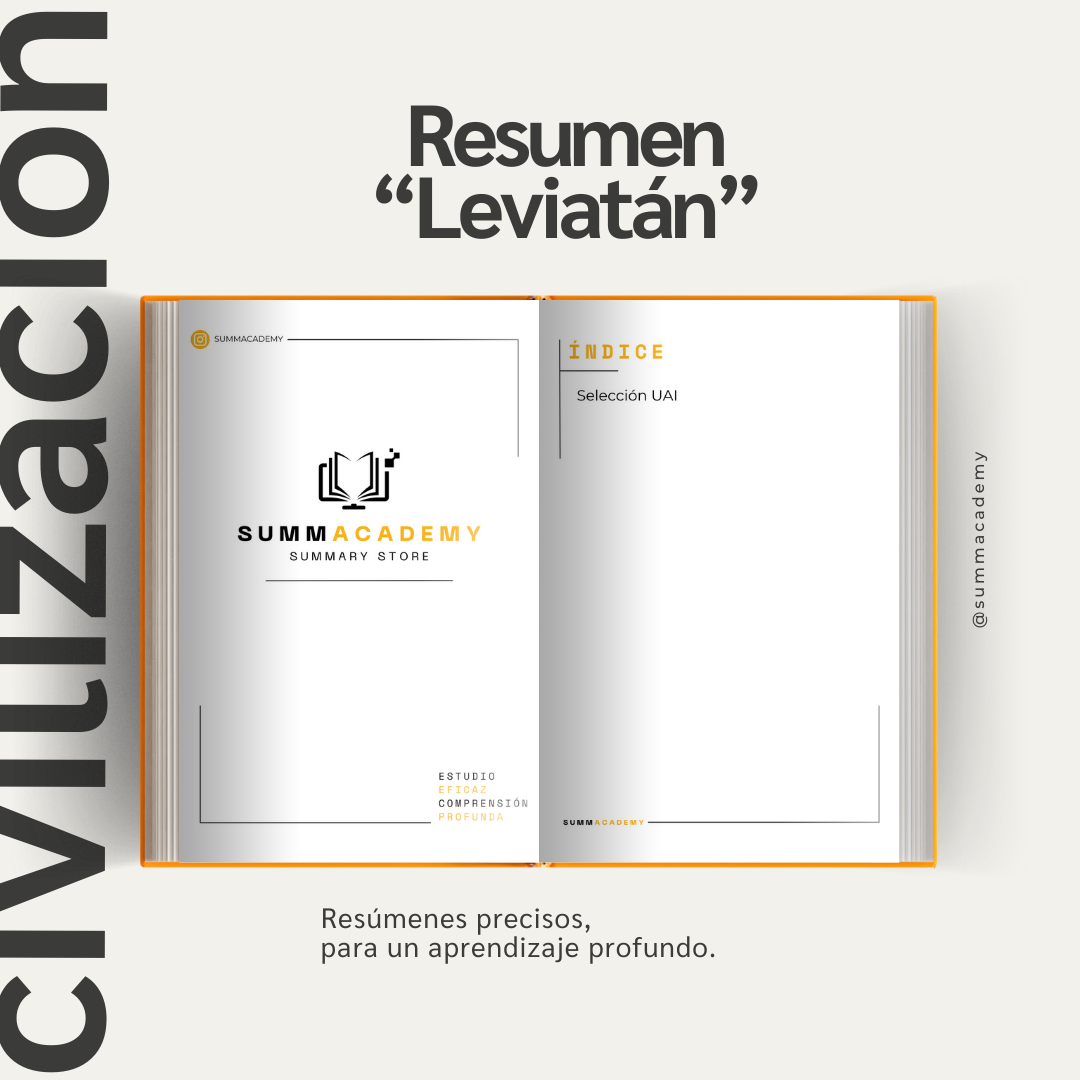 civilización
Resumen
“Leviatán”
SUMMACADEMY
SUMMACADEMY
SUMMARY STORE
ESTUDIO
EFICAZ
COMPRENSIÓN
PROFUNDA
ÍNDICE
Selección UAI
SUMMACADEMY
@summacademy
Resúmenes precisos,
para un aprendizaje profundo.